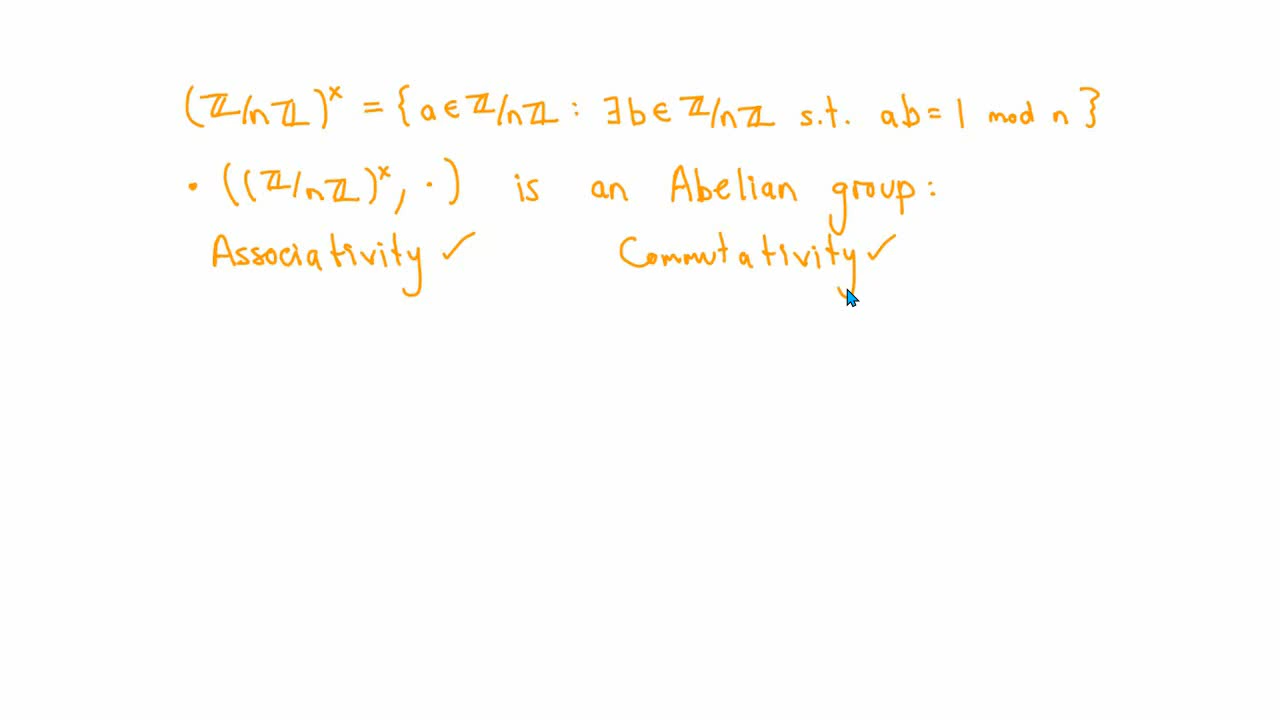 (ℤ/nℤ)^x = {a ∈ ℤ/nℤ : ∃b ∈ ℤ/nℤ s.t. ab = 1 mod n}
• ((ℤ/nℤ)^x, ·) is an Abelian group:
Associativity ✓ Commutativity ✓